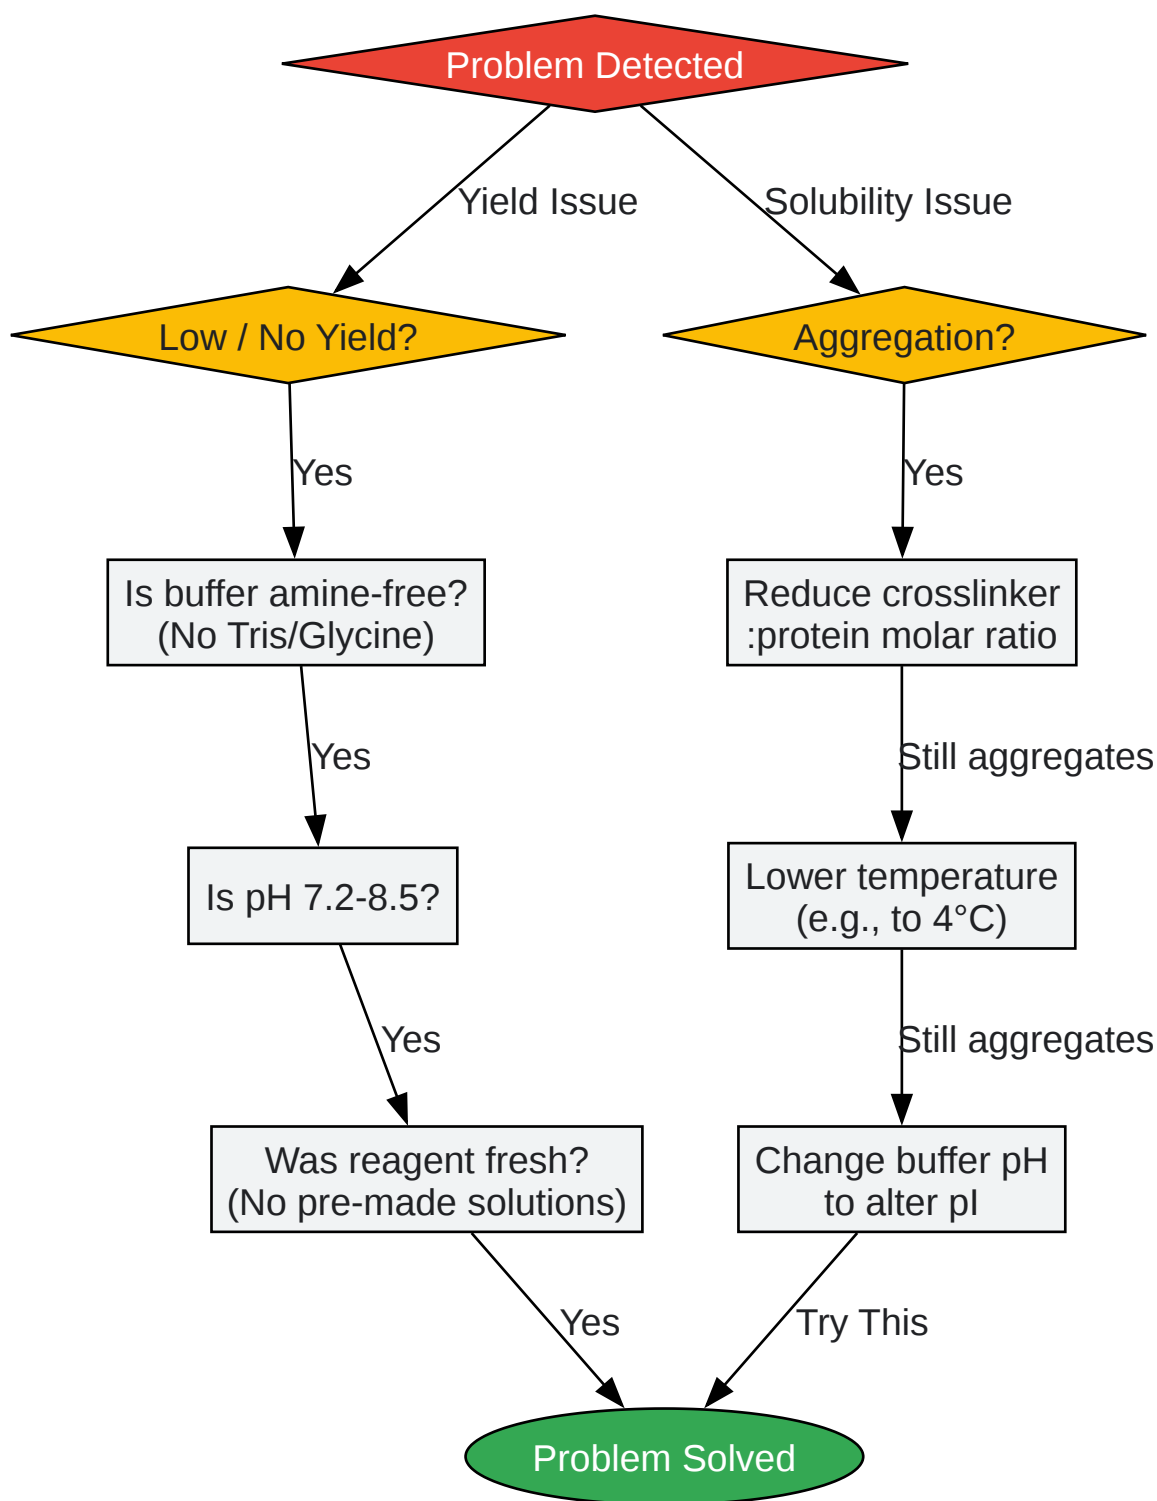 Problem Detected
Yield Issue
Solubility Issue
Low / No Yield?
Aggregation?
Yes
Yes
Is buffer amine-free?
(No Tris/Glycine)
Reduce crosslinker
:protein molar ratio
Yes
Still aggregates
Is pH 7.2-8.5?
Lower temperature
(e.g., to 4°C)
Yes
Still aggregates
Was reagent fresh?
(No pre-made solutions)
Change buffer pH
to alter pI
Yes
Try This
Problem Solved